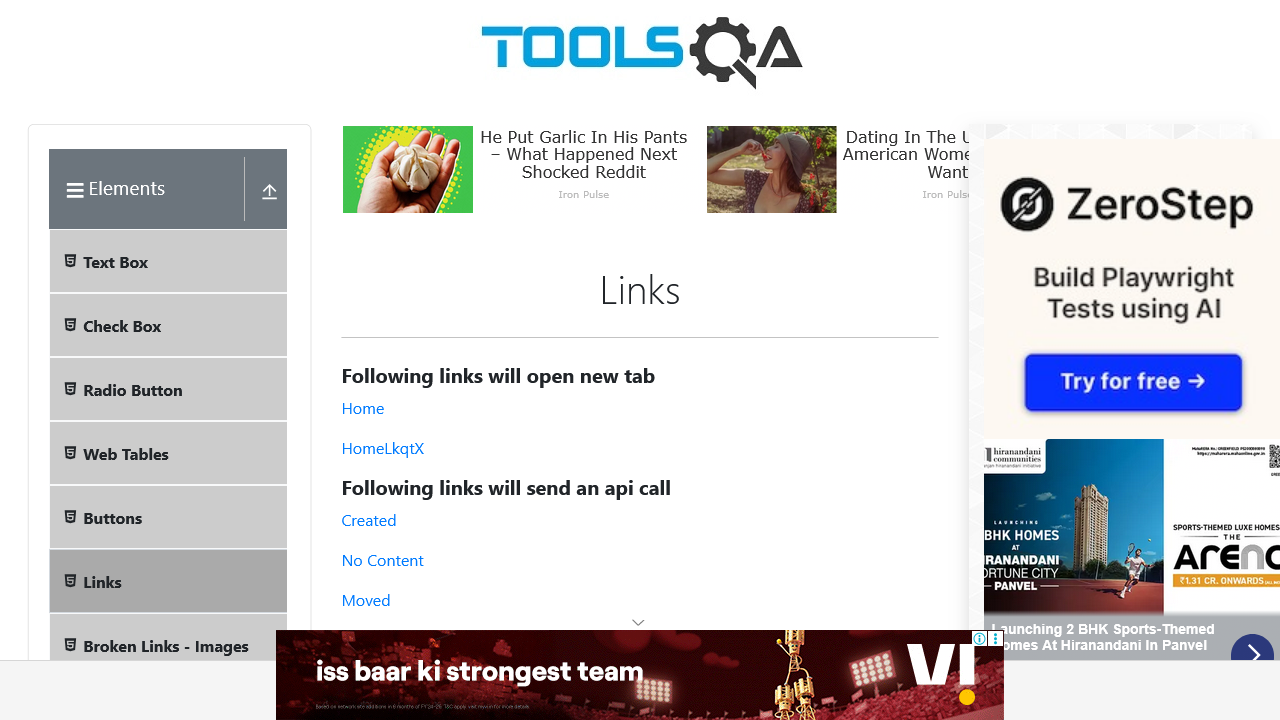 TOOLSQA
Elements
Text Box
Check Box
Radio Button
Web Tables
Buttons
Links
Broken Links - Images
He Put Garlic In His Pants
– What Happened Next
Shocked Reddit
Iron Pulse
Dating In The U
American Wome
Want
Iron Pulse
Links
Following links will open new tab
Home
HomeLkqtX
Following links will send an api call
Created
No Content
Moved
ZeroStep
Build Playwright
Tests using AI
Try for free →
hiranandani
communities
LAUNCHING
BHK HOMES
AT
IRANANDANI
ORTUNE CITY
PANVEL
SPORTS-THEMED LUXE HOMES
THE
ARENA
₹1.31 CR. ONWARDS
Launching 2 BHK Sports-Themed
omes At Hiranandani In Panvel
iss baar ki strongest team
VI